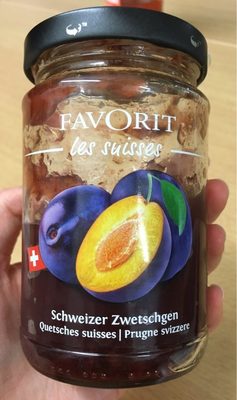 FAVORIT
les suisses
Schweizer Zwetschgen
Quetsches suisses | Prugne svizzere